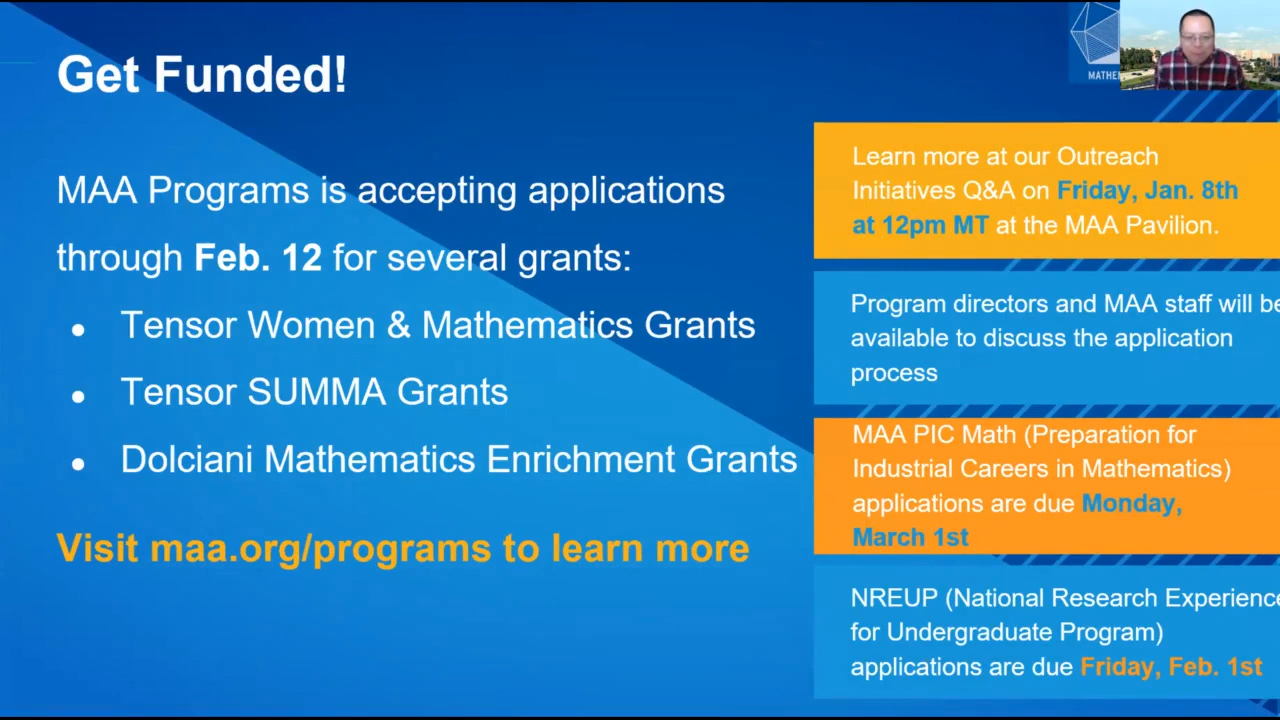 Get Funded!
MAA Programs is accepting applications
through Feb. 12 for several grants:
• Tensor Women & Mathematics Grants
• Tensor SUMMA Grants
• Dolciani Mathematics Enrichment Grants
Visit maa.org/programs to learn more
MATHE
Learn more at our Outreach
Initiatives Q&A on Friday, Jan. 8th
at 12pm MT at the MAA Pavilion.
Program directors and MAA staff will be
available to discuss the application
process
MAA PIC Math (Preparation for
Industrial Careers in Mathematics)
applications are due Monday,
March 1st
NREUP (National Research Experience
for Undergraduate Program)
applications are due Friday, Feb. 1st